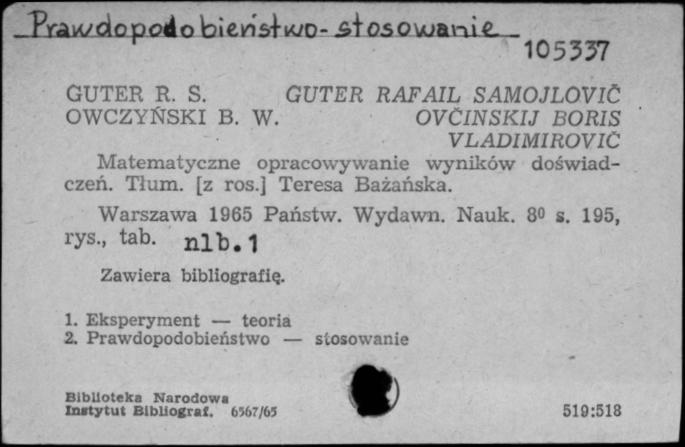 Prawdopodobieństwo- stosowanie
105337
GUTER R. S. GUTER RAFAIL SAMOJLOVIČ
OWCZYŃSKI B. W. OVČINSKIJ BORIS
VLADIMIROVIČ
Matematyczne opracowywanie wyników doświad-
czeń. Tłum. [z ros.] Teresa Bażańska.
Warszawa 1965 Państw. Wydawn. Nauk. 8⁰ s. 195,
rys., tab. nlb. 1
Zawiera bibliografię.
1. Eksperyment — teoria
2. Prawdopodobieństwo — stosowanie
Biblioteka Narodowa
Instytut Bibliograf. 6567/65
519:518